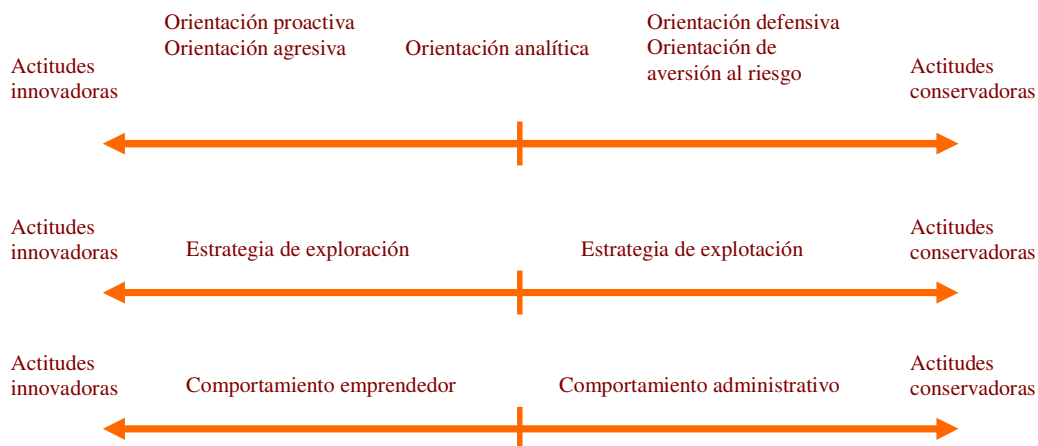 Orientación proactiva
Orientación agresiva
Orientación analítica
Orientación defensiva
Orientación de
aversión al riesgo
Actitudes
innovadoras
Actitudes
conservadoras
Actitudes
innovadoras
Estrategia de exploración
Estrategia de explotación
Actitudes
conservadoras
Actitudes
innovadoras
Comportamiento emprendedor
Comportamiento administrativo
Actitudes
conservadoras